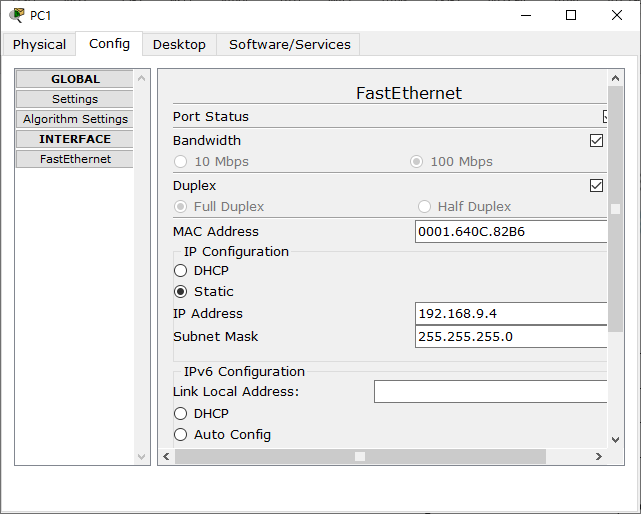 PC1
Physical Config Desktop Software/Services
GLOBAL
Settings
Algorithm Settings
INTERFACE
FastEthernet
FastEthernet
Port Status
Bandwidth
10 Mbps 100 Mbps
Duplex
Full Duplex Half Duplex
MAC Address 0001.640C.82B6
IP Configuration
DHCP
Static
IP Address 192.168.9.4
Subnet Mask 255.255.255.0
IPv6 Configuration
Link Local Address:
DHCP
Auto Config